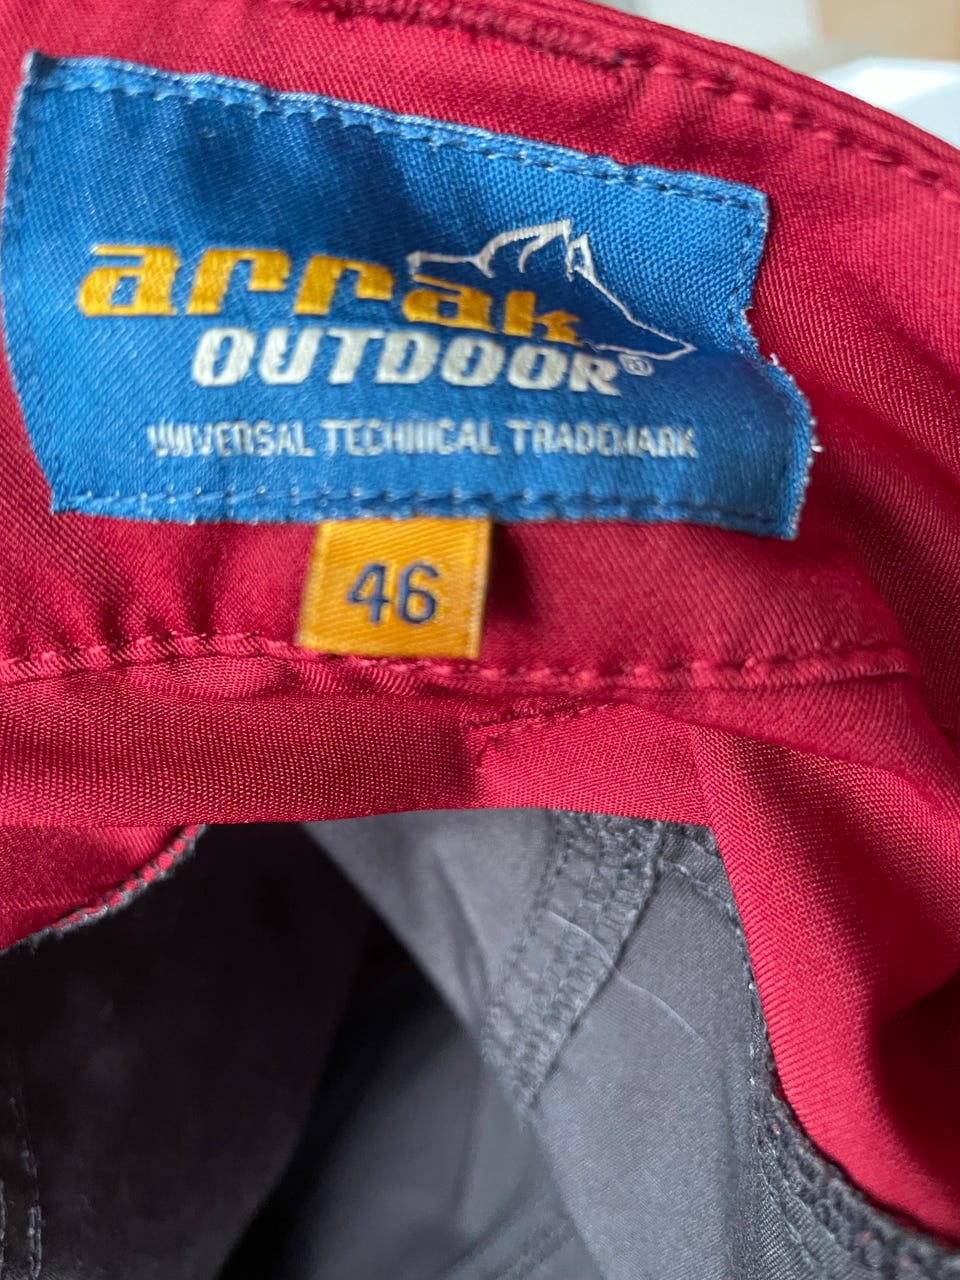 arrak
OUTDOOR®
UNIVERSAL TECHNICAL TRADEMARK
46